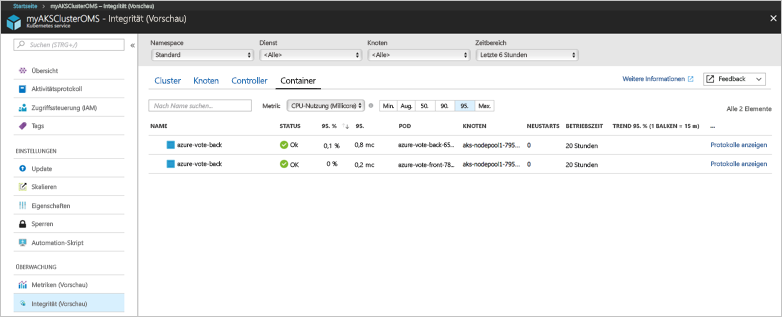 Startseite > myAKSClusterOMS – Integrität (Vorschau)
myAKSClusterOMS - Integrität (Vorschau)
Kubernetes service
Suchen (STRG+/)
Übersicht
Aktivitätsprotokoll
Zugriffssteuerung (IAM)
Tags
EINSTELLUNGEN
Update
Skalieren
Eigenschaften
Sperren
Automation-Skript
ÜBERWACHUNG
Metriken (Vorschau)
Integrität (Vorschau)
Namespace Dienst Knoten Zeitbereich
Standard <Alle> <Alle> Letzte 6 Stunden
Cluster Knoten Controller Container Weitere Informationen Feedback
Nach Name suchen... Metrik: CPU-Nutzung (Millicore) Min. Aug. 50. 90. 95. Max. Alle 2 Elemente
NAME STATUS 95. % 95. POD KNOTEN NEUSTARTS BETRIEBSZEIT TREND 95. % (1 BALKEN = 15 m) ...
azure-vote-back Ok 0,1 % 0,8 mc azure-vote-back-65... aks-nodepool1-795... 0 20 Stunden Protokolle anzeigen
azure-vote-back OK 0 % 0,2 mc azure-vote-front-78... aks-nodepool1-795... 0 20 Stunden Protokolle anzeigen